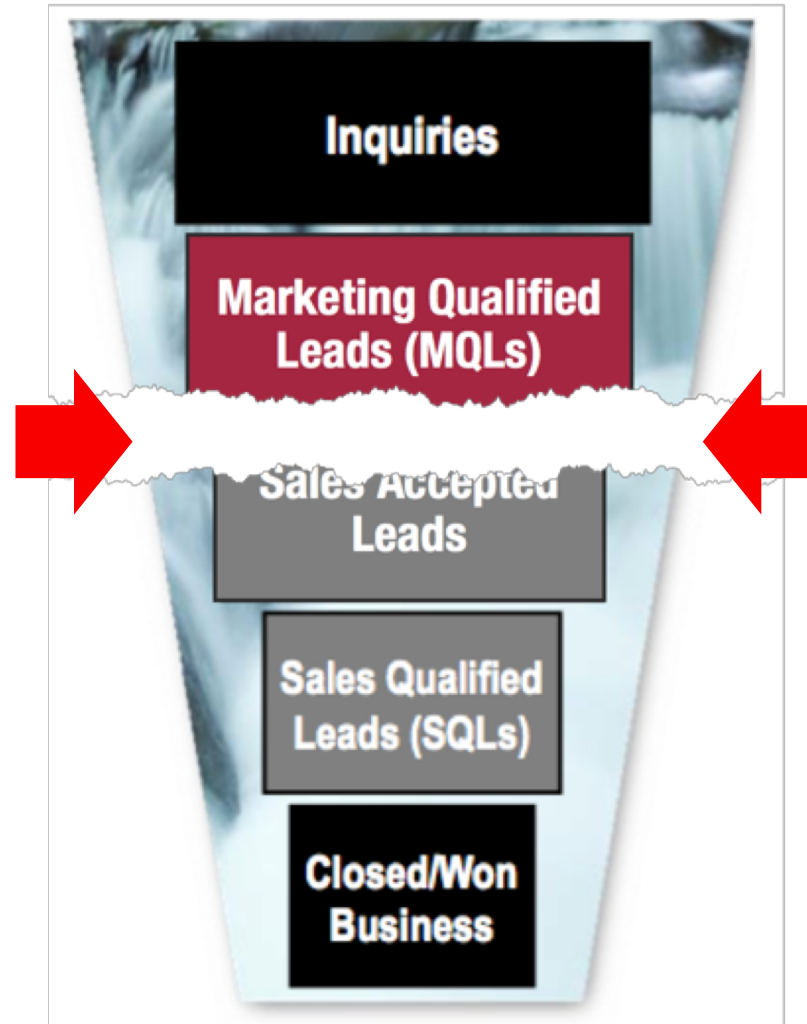 Inquiries
Marketing Qualified
Leads (MQLs)
Sales Accepted
Leads
Sales Qualified
Leads (SQLs)
Closed/Won
Business